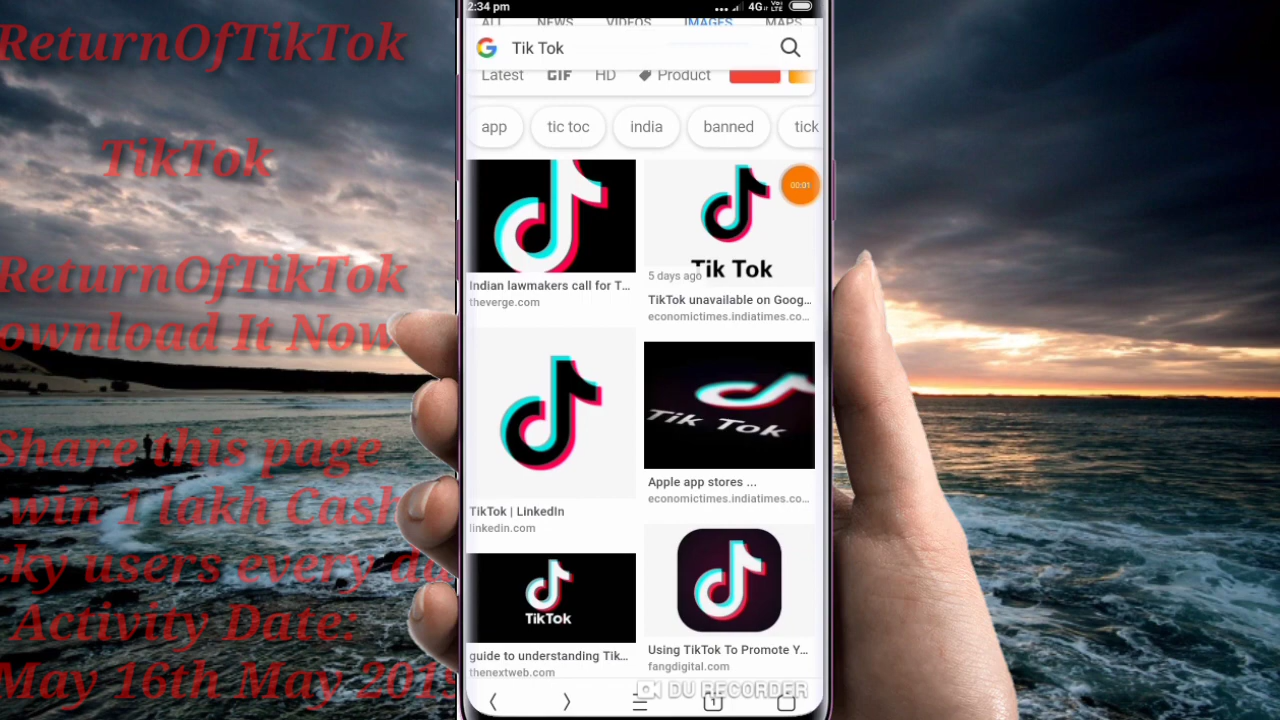 ReturnOfTikTok
TikTok
ReturnOfTikTok
ownload It Now
Share this page
win 1 lakh Cash
cky users every da
Activity Date:
May 16th May 2019
2:34 pm
4G
VoLTE
ALL NEWS VIDEOS IMAGES MAPS
Tik Tok
Latest GIF HD Product
app tic toc india banned tick
00:01
Tik Tok
5 days ago
Indian lawmakers call for T...
theverge.com
TikTok unavailable on Goog...
economictimes.indiatimes.co...
Tik Tok
Apple app stores ...
economictimes.indiatimes.co...
TikTok | LinkedIn
linkedin.com
TikTok
guide to understanding Tik...
thenextweb.com
Using TikTok To Promote Y...
fangdigital.com
DU RECORDER
1